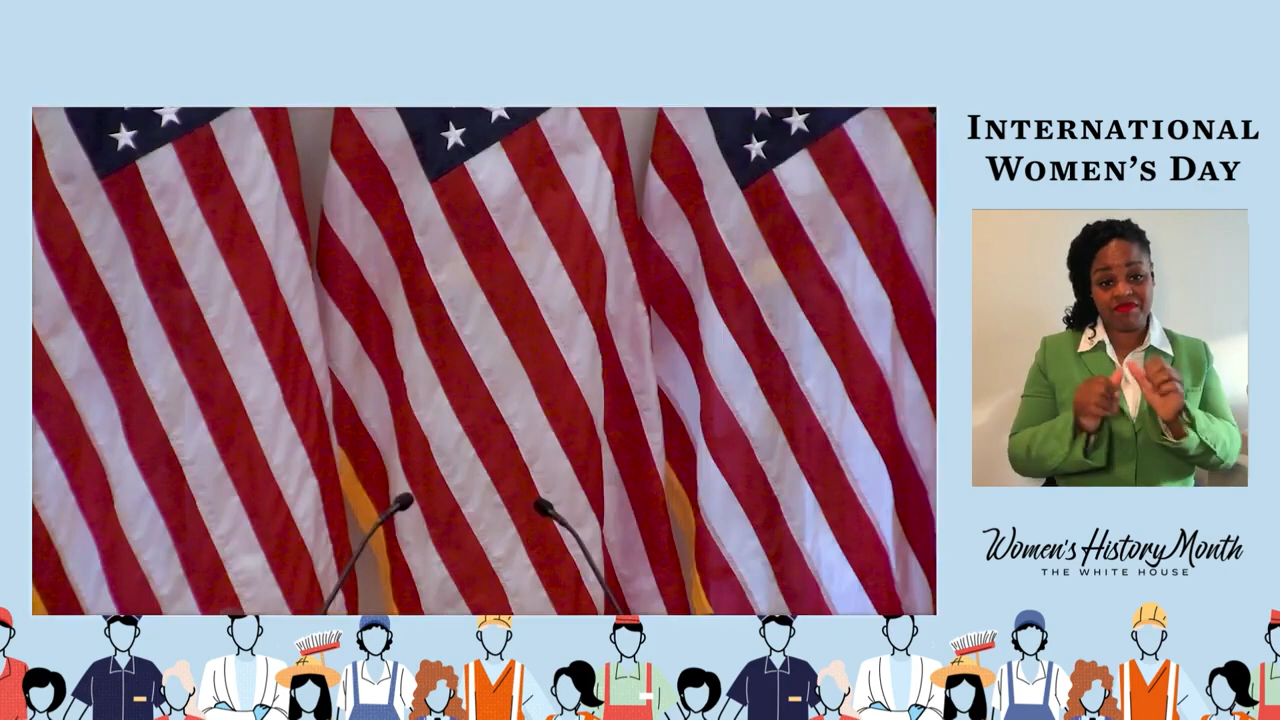 INTERNATIONAL
WOMEN'S DAY
Women's History Month
THE WHITE HOUSE